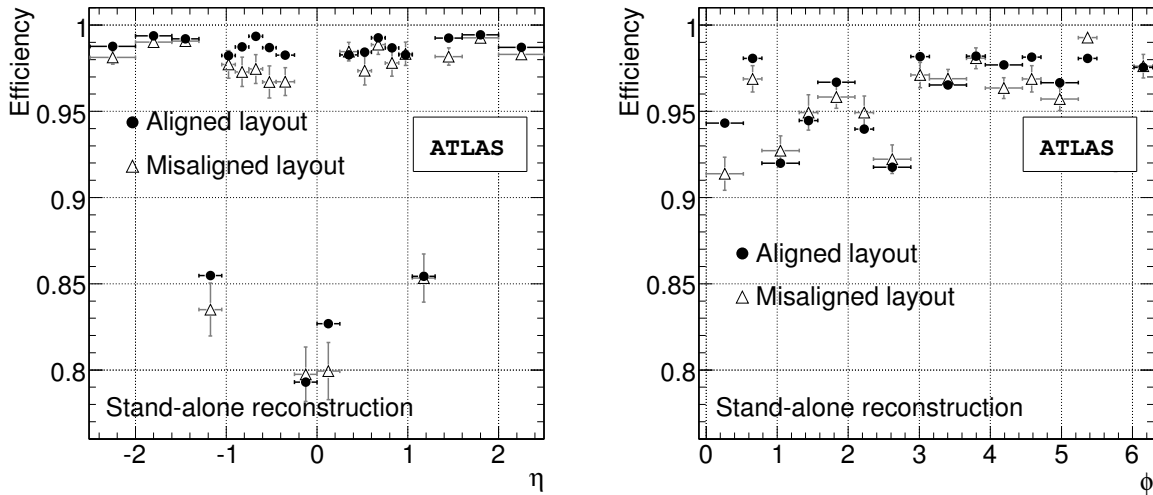 Efficiency
1
0.95
0.9
0.85
0.8
Aligned layout
Misaligned layout
ATLAS
Stand-alone reconstruction
-2 -1 0 1 2
η
Efficiency
1
0.95
0.9
0.85
0.8
ATLAS
Aligned layout
Misaligned layout
Stand-alone reconstruction
0 1 2 3 4 5 6
ϕ